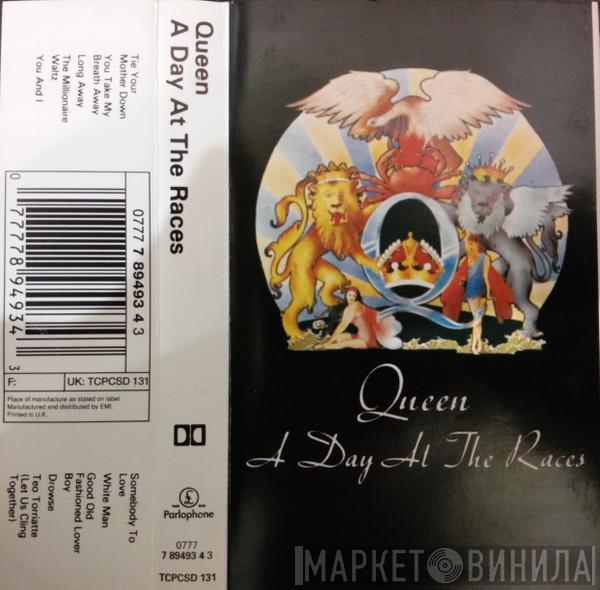 Tie Your
Mother Down
You Take My
Breath Away
Long Away
The Millionaire
Waltz
You And I
0777 7 89493 4 3
0 77778 94934 3
F:
UK: TCPCSD 131
Place of manufacture as stated on label.
Manufactured and distributed by EMI.
Printed in U.K.
Somebody To
Love
White Man
Good Old
Fashioned Lover
Boy
Drowse
Teo Torriatte
(Let Us Cling
Together)
Queen
A Day At The Races
Parlophone
0777
7 89493 4 3
TCPCSD 131
Q
Queen
A Day At The Races
МАРКЕТ ВИНИЛА